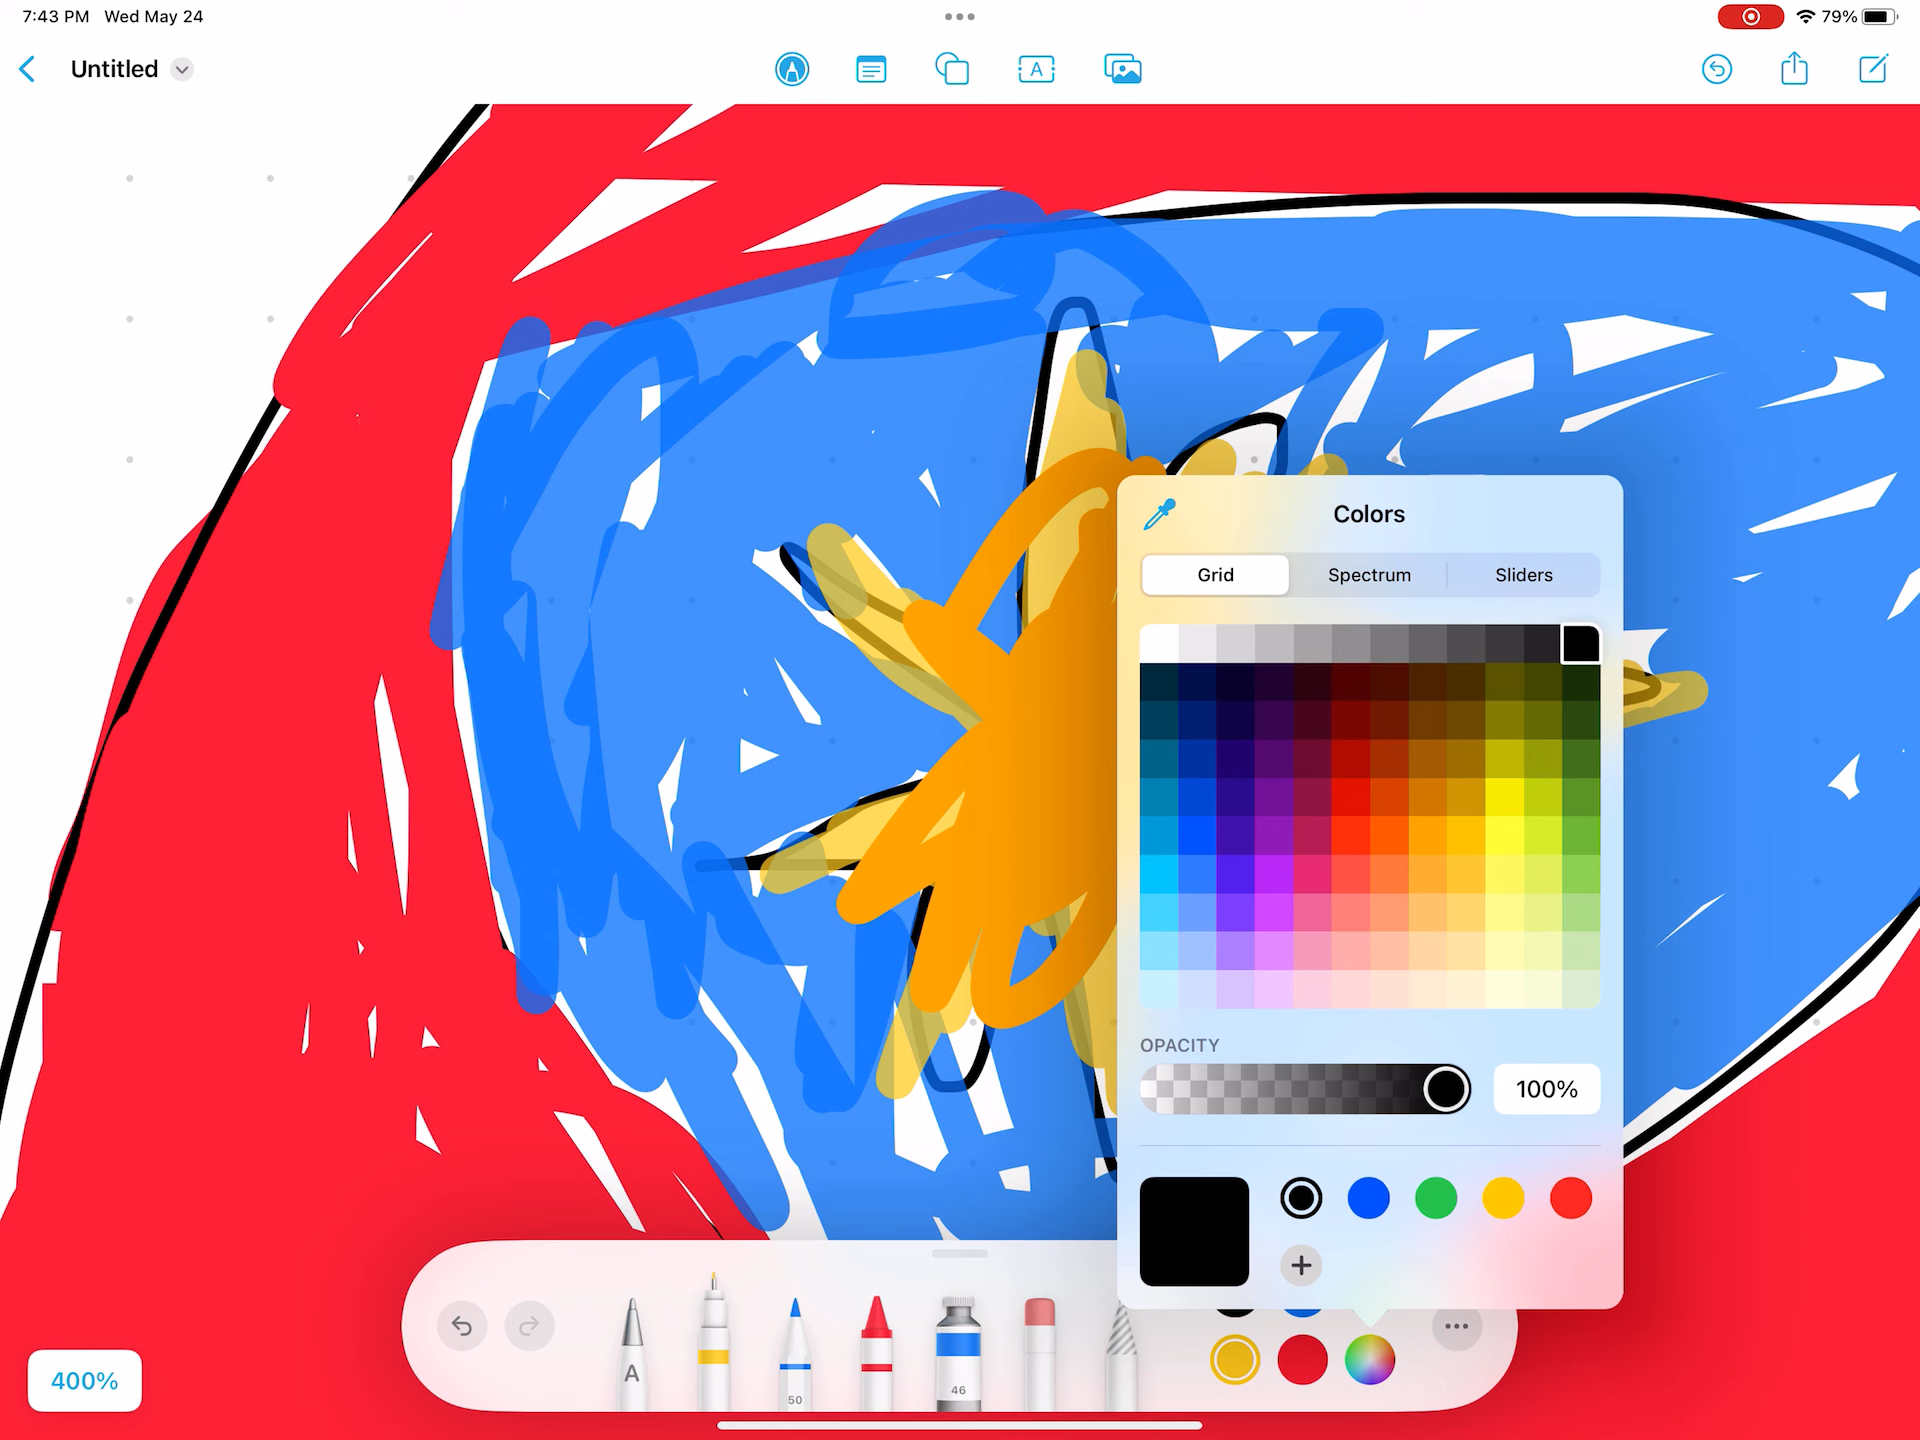 7:43 PM Wed May 24
79%
Untitled
A
Colors
Grid Spectrum Sliders
OPACITY
100%
A
50
46
400%